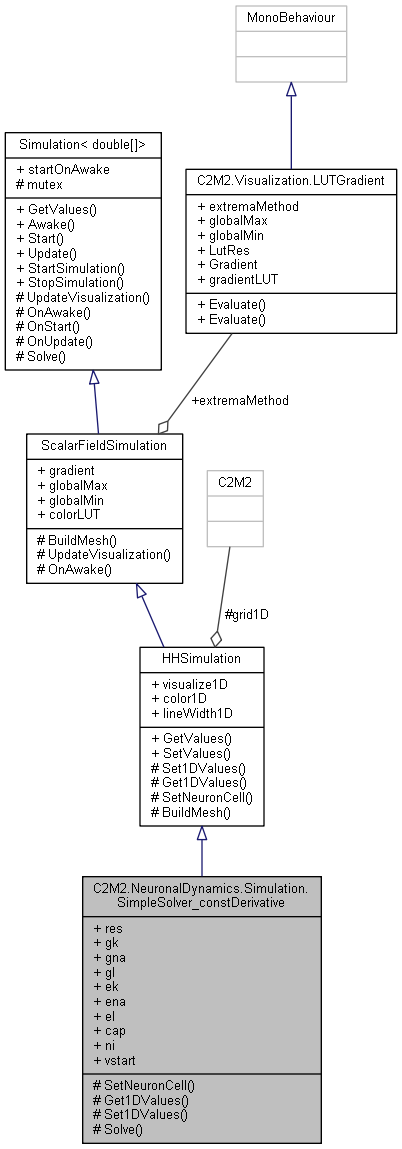 MonoBehaviour
Simulation< double[]>
+ startOnAwake
# mutex
+ GetValues()
+ Awake()
+ Start()
+ Update()
+ StartSimulation()
+ StopSimulation()
# UpdateVisualization()
# OnAwake()
# OnStart()
# OnUpdate()
# Solve()
C2M2.Visualization.LUTGradient
+ extremaMethod
+ globalMax
+ globalMin
+ LutRes
+ Gradient
+ gradientLUT
+ Evaluate()
+ Evaluate()
+extremaMethod
ScalarFieldSimulation
+ gradient
+ globalMax
+ globalMin
+ colorLUT
# BuildMesh()
# UpdateVisualization()
# OnAwake()
C2M2
#grid1D
HHSimulation
+ visualize1D
+ color1D
+ lineWidth1D
+ GetValues()
+ SetValues()
# Set1DValues()
# Get1DValues()
# SetNeuronCell()
# BuildMesh()
C2M2.NeuronalDynamics.Simulation.
SimpleSolver_constDerivative
+ res
+ gk
+ gna
+ gl
+ ek
+ ena
+ el
+ cap
+ ni
+ vstart
# SetNeuronCell()
# Get1DValues()
# Set1DValues()
# Solve()